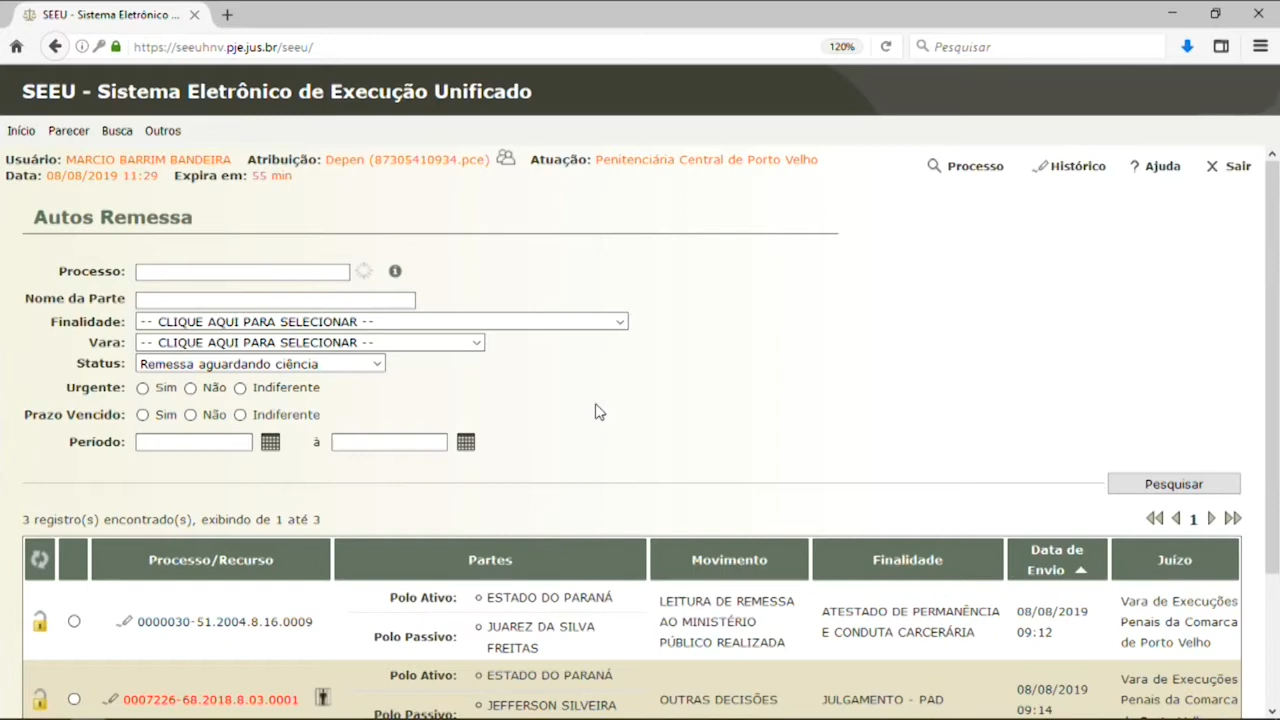 SEEU - Sistema Eletrônico ...
https://seeuhnv.pje.jus.br/seeu/
120%
Pesquisar
SEEU - Sistema Eletrônico de Execução Unificado
Início Parecer Busca Outros
Usuário: MARCIO BARRIM BANDEIRA Atribuição: Depen (87305410934.pce) Atuação: Penitenciária Central de Porto Velho
Data: 08/08/2019 11:29 Expira em: 55 min
Processo Histórico ? Ajuda X Sair
Autos Remessa
Processo:
Nome da Parte
Finalidade: -- CLIQUE AQUI PARA SELECIONAR --
Vara: -- CLIQUE AQUI PARA SELECIONAR --
Status: Remessa aguardando ciência
Urgente: Sim Não Indiferente
Prazo Vencido: Sim Não Indiferente
Período: à
Pesquisar
3 registro(s) encontrado(s), exibindo de 1 até 3
1
Processo/Recurso Partes Movimento Finalidade Data de Envio Juízo
0000030-51.2004.8.16.0009
Polo Ativo: ESTADO DO PARANÁ
Polo Passivo: JUAREZ DA SILVA
FREITAS
LEITURA DE REMESSA
AO MINISTÉRIO
PÚBLICO REALIZADA
ATESTADO DE PERMANÊNCIA
E CONDUTA CARCERÁRIA
08/08/2019
09:12
Vara de Execuções
Penais da Comarca
de Porto Velho
0007226-68.2018.8.03.0001
Polo Ativo: ESTADO DO PARANÁ
Polo Passivo: JEFFERSON SILVEIRA
OUTRAS DECISÕES
JULGAMENTO - PAD
08/08/2019
09:14
Vara de Execuções
Penais da Comarca
de Porto Velho